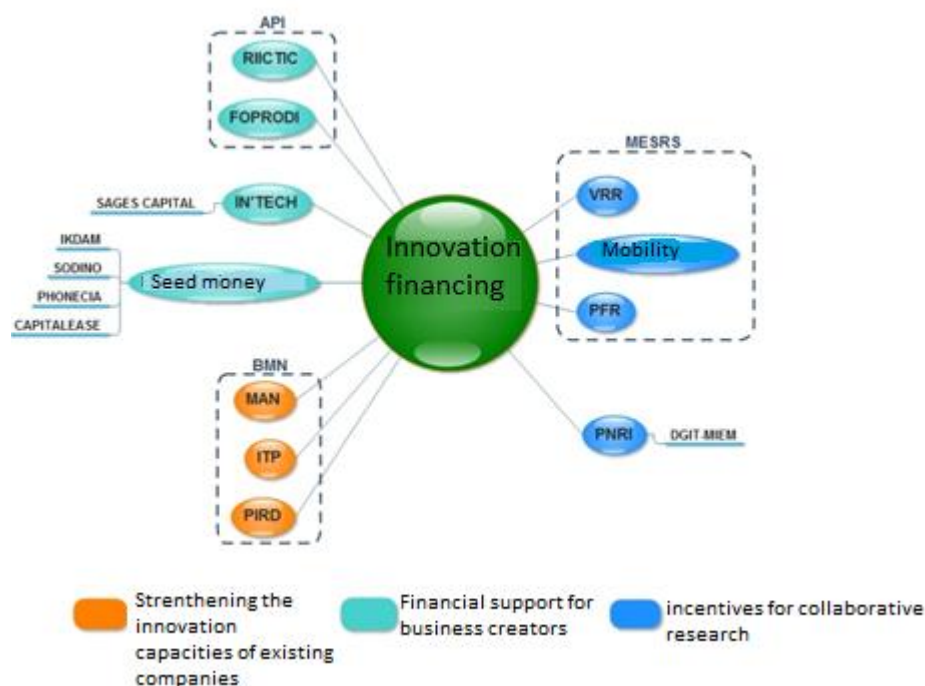 API
RIICTIC
FOPRODI
MESRS
VRR
Mobility
PFR
SAGES CAPITAL
IN'TECH
Innovation
financing
IKDAM
SODINO
PHONECIA
CAPITALEASE
Seed money
BMN
MAN
ITP
PIRD
PNRI
DGIT-MIEM
Strenthening the
innovation
capacities of existing
companies
Financial support for
business creators
incentives for collaborative
research